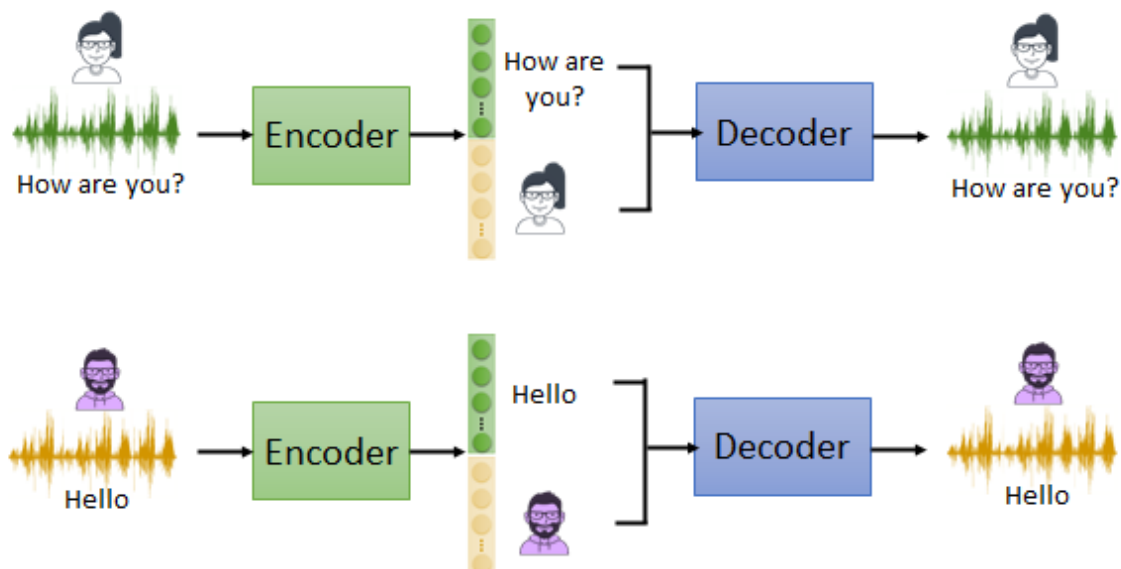 How are you?
Encoder
How are
you?
Decoder
How are you?
Hello
Encoder
Hello
Decoder
Hello